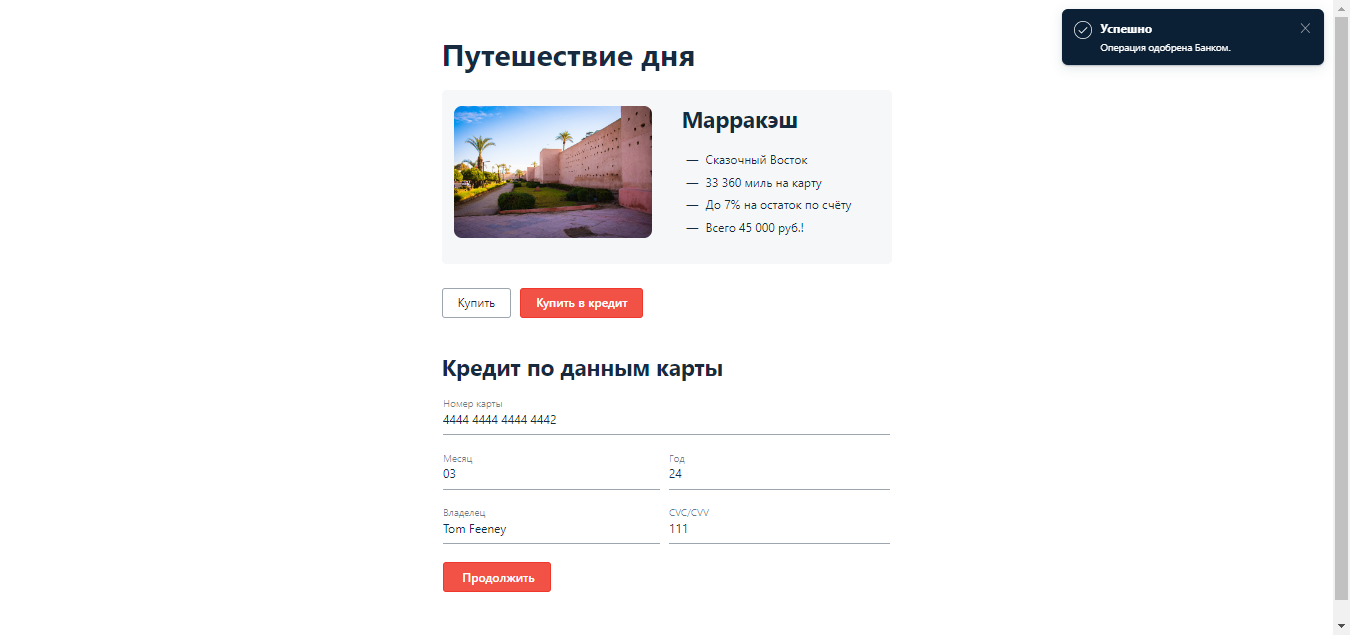 Успешно
Операция одобрена Банком.
Путешествие дня
Марракэш
— Сказочный Восток
— 33 360 миль на карту
— До 7% на остаток по счёту
— Всего 45 000 руб.!
Купить
Купить в кредит
Кредит по данным карты
Номер карты
4444 4444 4444 4442
Месяц
03
Год
24
Владелец
Tom Feeney
CVC/CVV
111
Продолжить